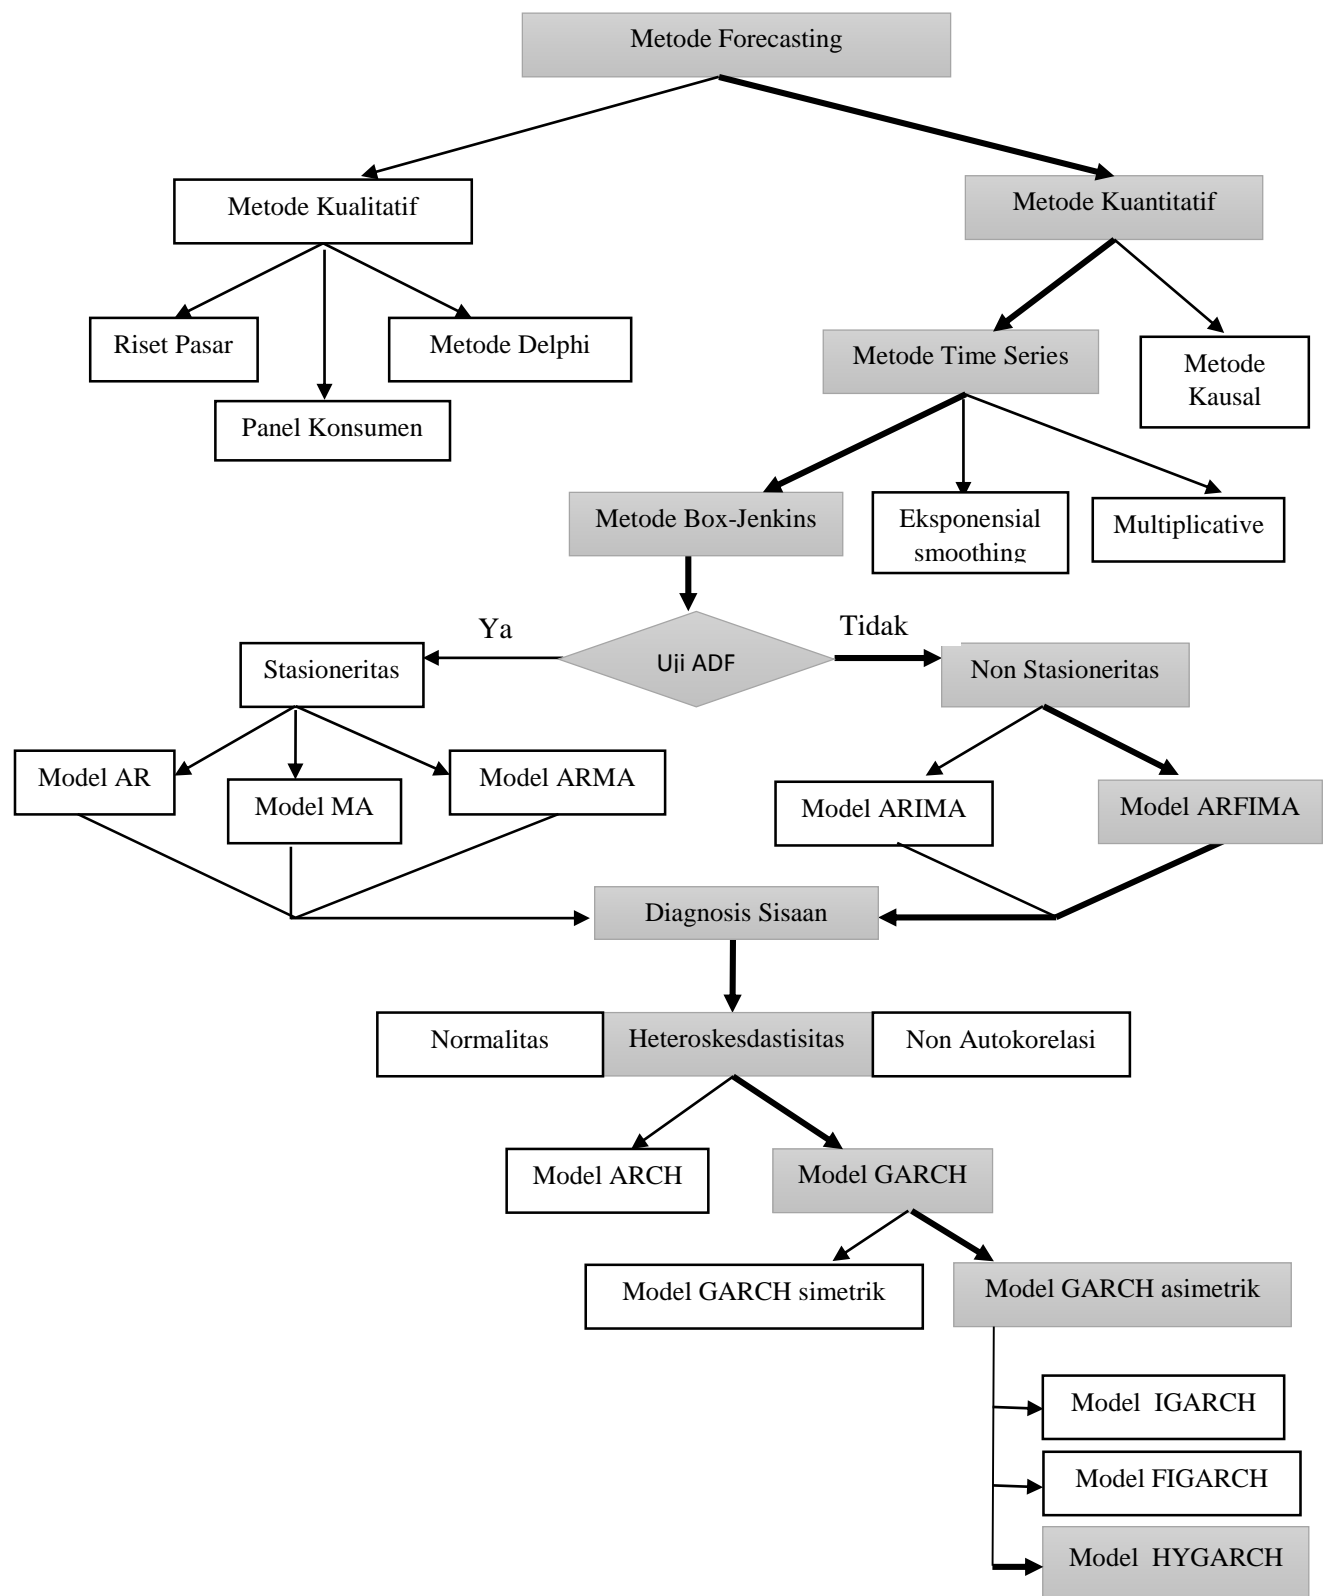 Metode Forecasting
Metode Kualitatif
Metode Kuantitatif
Riset Pasar
Metode Delphi
Panel Konsumen
Metode Time Series
Metode
Kausal
Metode Box-Jenkins
Eksponensial
smoothing
Multiplicative
Ya
Uji ADF
Tidak
Stasioneritas
Non Stasioneritas
Model AR
Model MA
Model ARMA
Model ARIMA
Model ARFIMA
Diagnosis Sisaan
Normalitas
Heteroskesdastisitas
Non Autokorelasi
Model ARCH
Model GARCH
Model GARCH simetrik
Model GARCH asimetrik
Model IGARCH
Model FIGARCH
Model HYGARCH